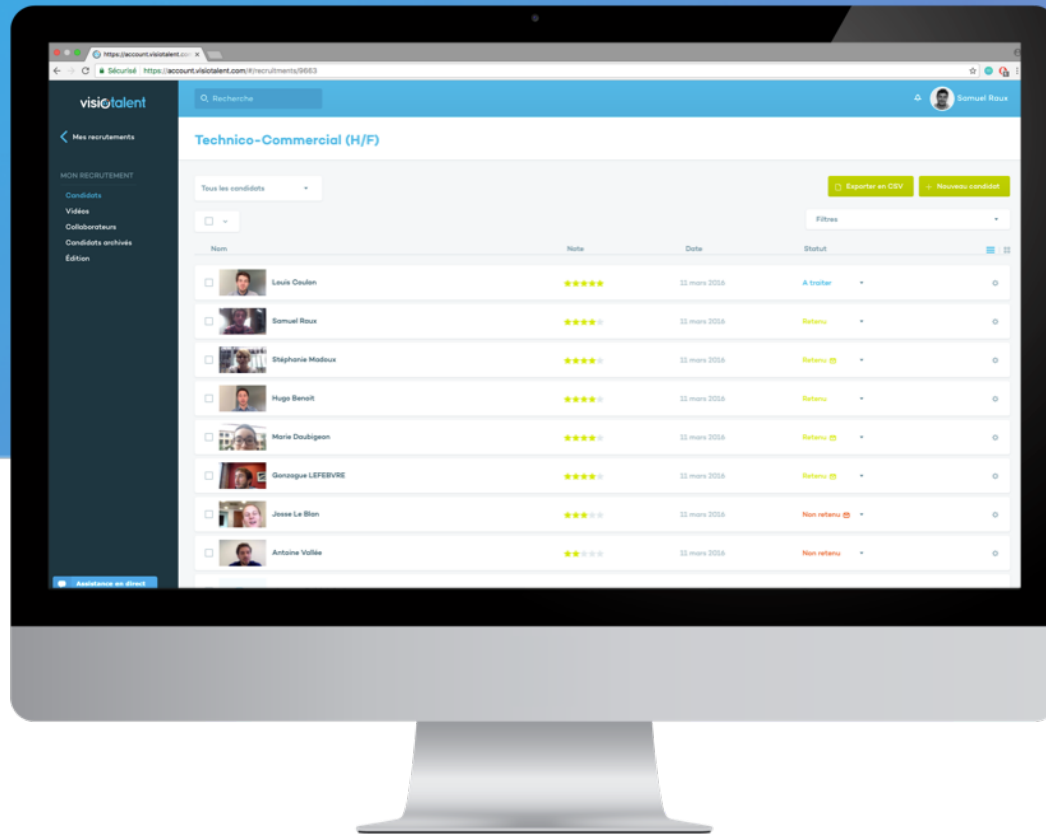 https://account.visiotalent.com
Sécurisé https://account.visiotalent.com/#/recruitments/9663
visiotalent
Recherche
Samuel Raux
Mes recrutements
Technico-Commercial (H/F)
MON RECRUTEMENT
Candidats
Vidéos
Collaborateurs
Candidats archivés
Édition
Tous les candidats
Exporter en CSV
+ Nouveau candidat
Filtres
Nom Note Date Statut
Louis Coulon 11 mars 2016 A traiter
Samuel Raux 11 mars 2016 Retenu
Stéphanie Madoux 11 mars 2016 Retenu
Hugo Benoit 11 mars 2016 Retenu
Marie Daubigeon 11 mars 2016 Retenu
Gonzague LEFEBVRE 11 mars 2016 Retenu
Josse Le Blan 11 mars 2016 Non retenu
Antoine Vallée 11 mars 2016 Non retenu
Assistance en direct